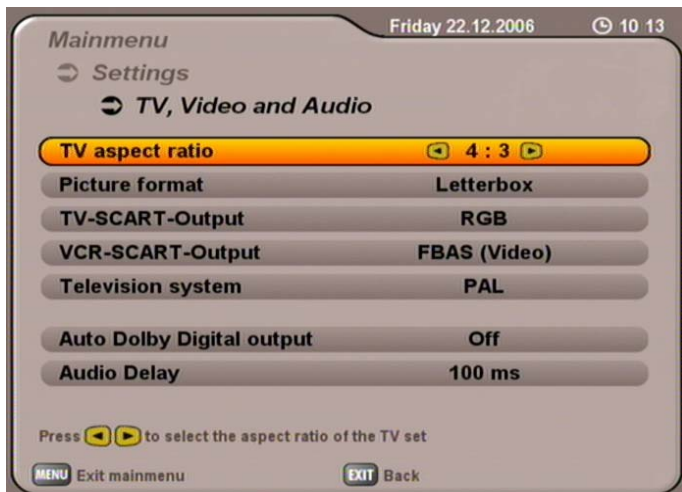 Friday 22.12.2006 10 13
Mainmenu
Settings
TV, Video and Audio
TV aspect ratio 4 : 3
Picture format Letterbox
TV-SCART-Output RGB
VCR-SCART-Output FBAS (Video)
Television system PAL
Auto Dolby Digital output Off
Audio Delay 100 ms
Press to select the aspect ratio of the TV set
MENU Exit mainmenu EXIT Back